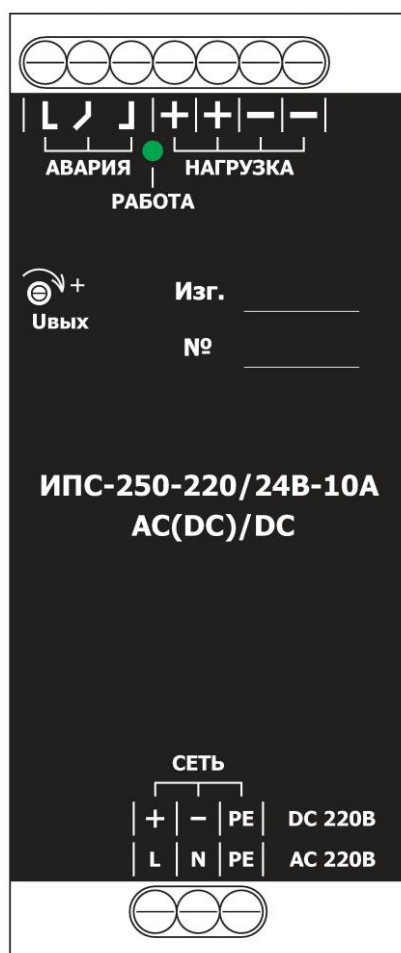 + + − −
АВАРИЯ НАГРУЗКА
РАБОТА
+
Uвых
Изг.
№
ИПС-250-220/24В-10А
AC(DC)/DC
СЕТЬ
+ − PE DC 220В
L N PE AC 220В